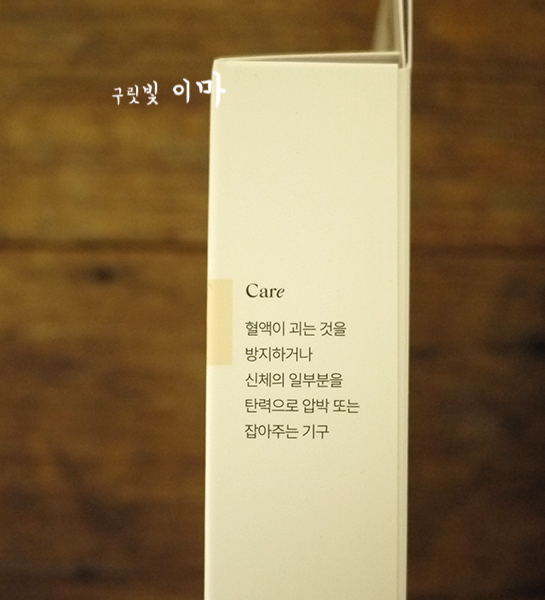 구릿빛 이마
Care
혈액이 괴는 것을
방지하거나
신체의 일부분을
탄력으로 압박 또는
잡아주는 기구